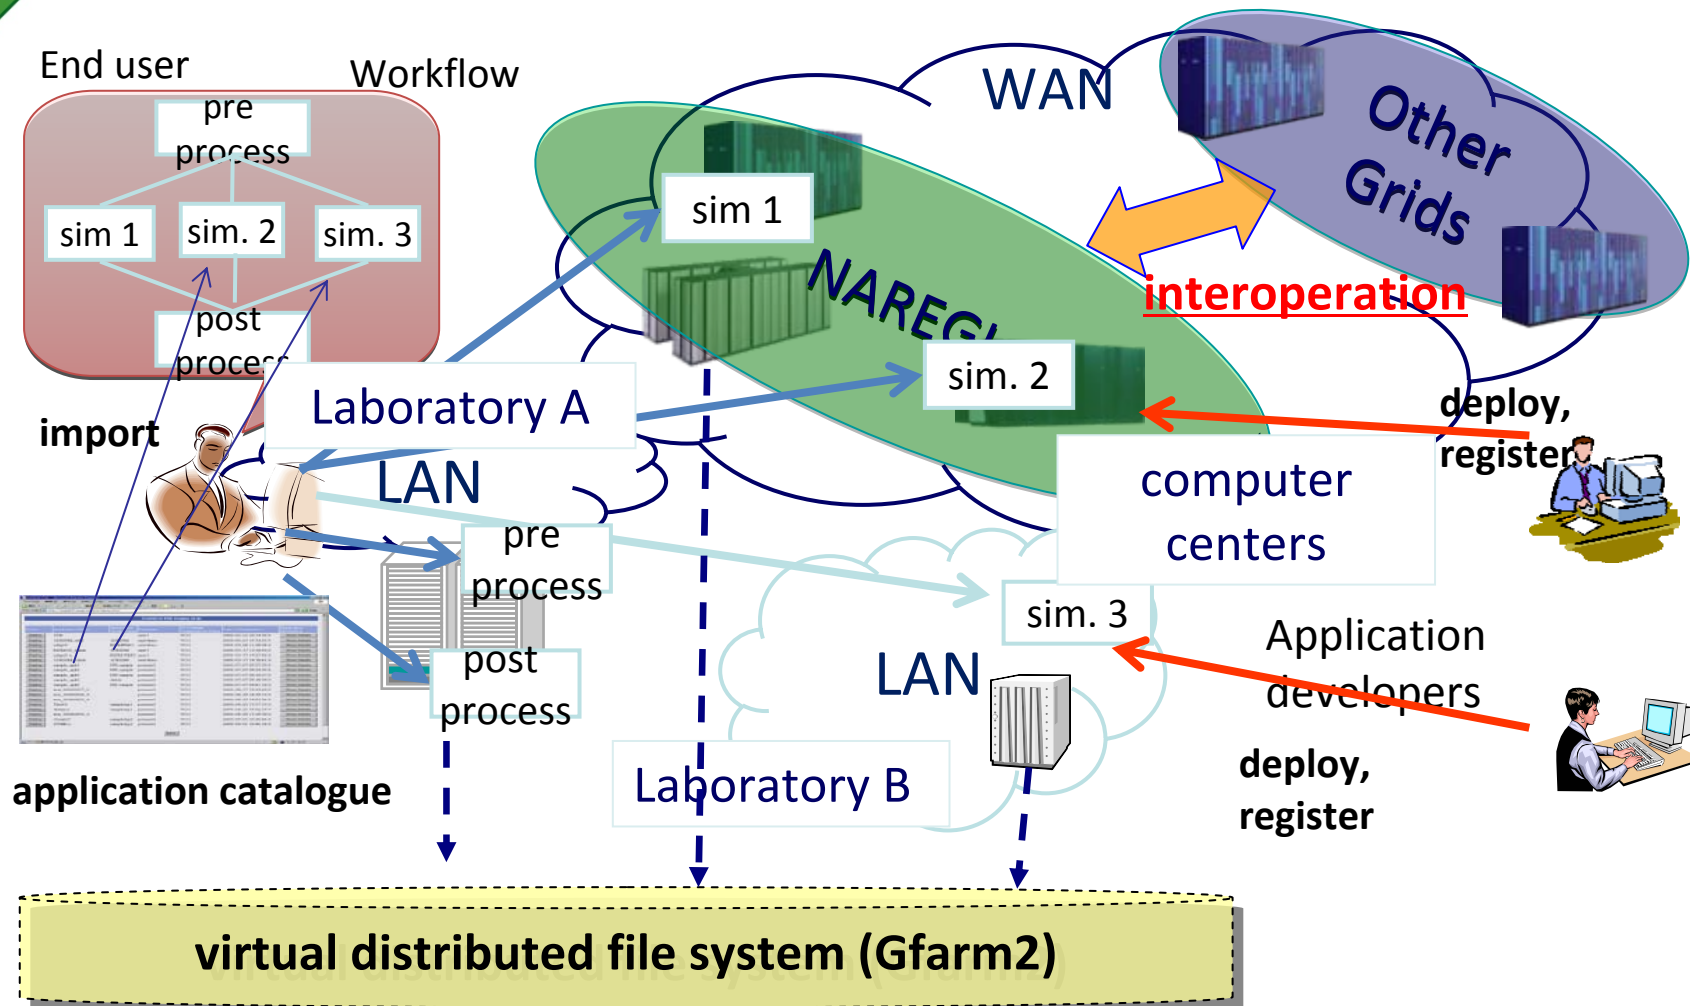 End user
Workflow
pre
process
sim 1
sim. 2
sim. 3
post
process
import
application catalogue
WAN
Other
Grids
NAREGI
sim 1
sim. 2
interoperation
deploy,
register
computer
centers
Laboratory A
LAN
pre
process
post
process
sim. 3
LAN
Laboratory B
Application
developers
deploy,
register
virtual distributed file system (Gfarm2)